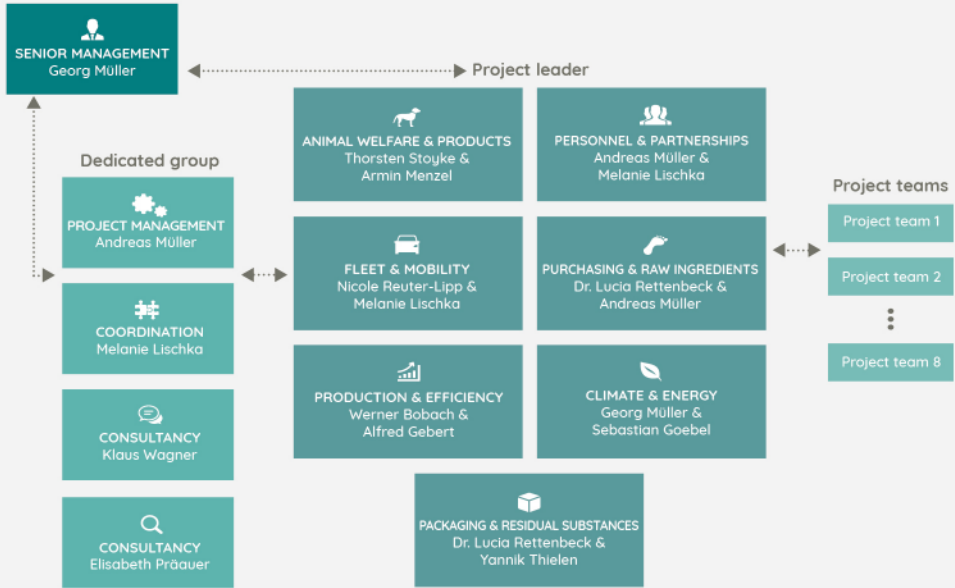 SENIOR MANAGEMENT
Georg Müller
Project leader
Dedicated group
PROJECT MANAGEMENT
Andreas Müller
COORDINATION
Melanie Lischka
CONSULTANCY
Klaus Wagner
CONSULTANCY
Elisabeth Präauer
ANIMAL WELFARE & PRODUCTS
Thorsten Stoyke &
Armin Menzel
PERSONNEL & PARTNERSHIPS
Andreas Müller &
Melanie Lischka
FLEET & MOBILITY
Nicole Reuter-Lipp &
Melanie Lischka
PURCHASING & RAW INGREDIENTS
Dr. Lucia Rettenbeck &
Andreas Müller
PRODUCTION & EFFICIENCY
Werner Bobach &
Alfred Gebert
CLIMATE & ENERGY
Georg Müller &
Sebastian Goebel
PACKAGING & RESIDUAL SUBSTANCES
Dr. Lucia Rettenbeck &
Yannik Thielen
Project teams
Project team 1
Project team 2
Project team 8